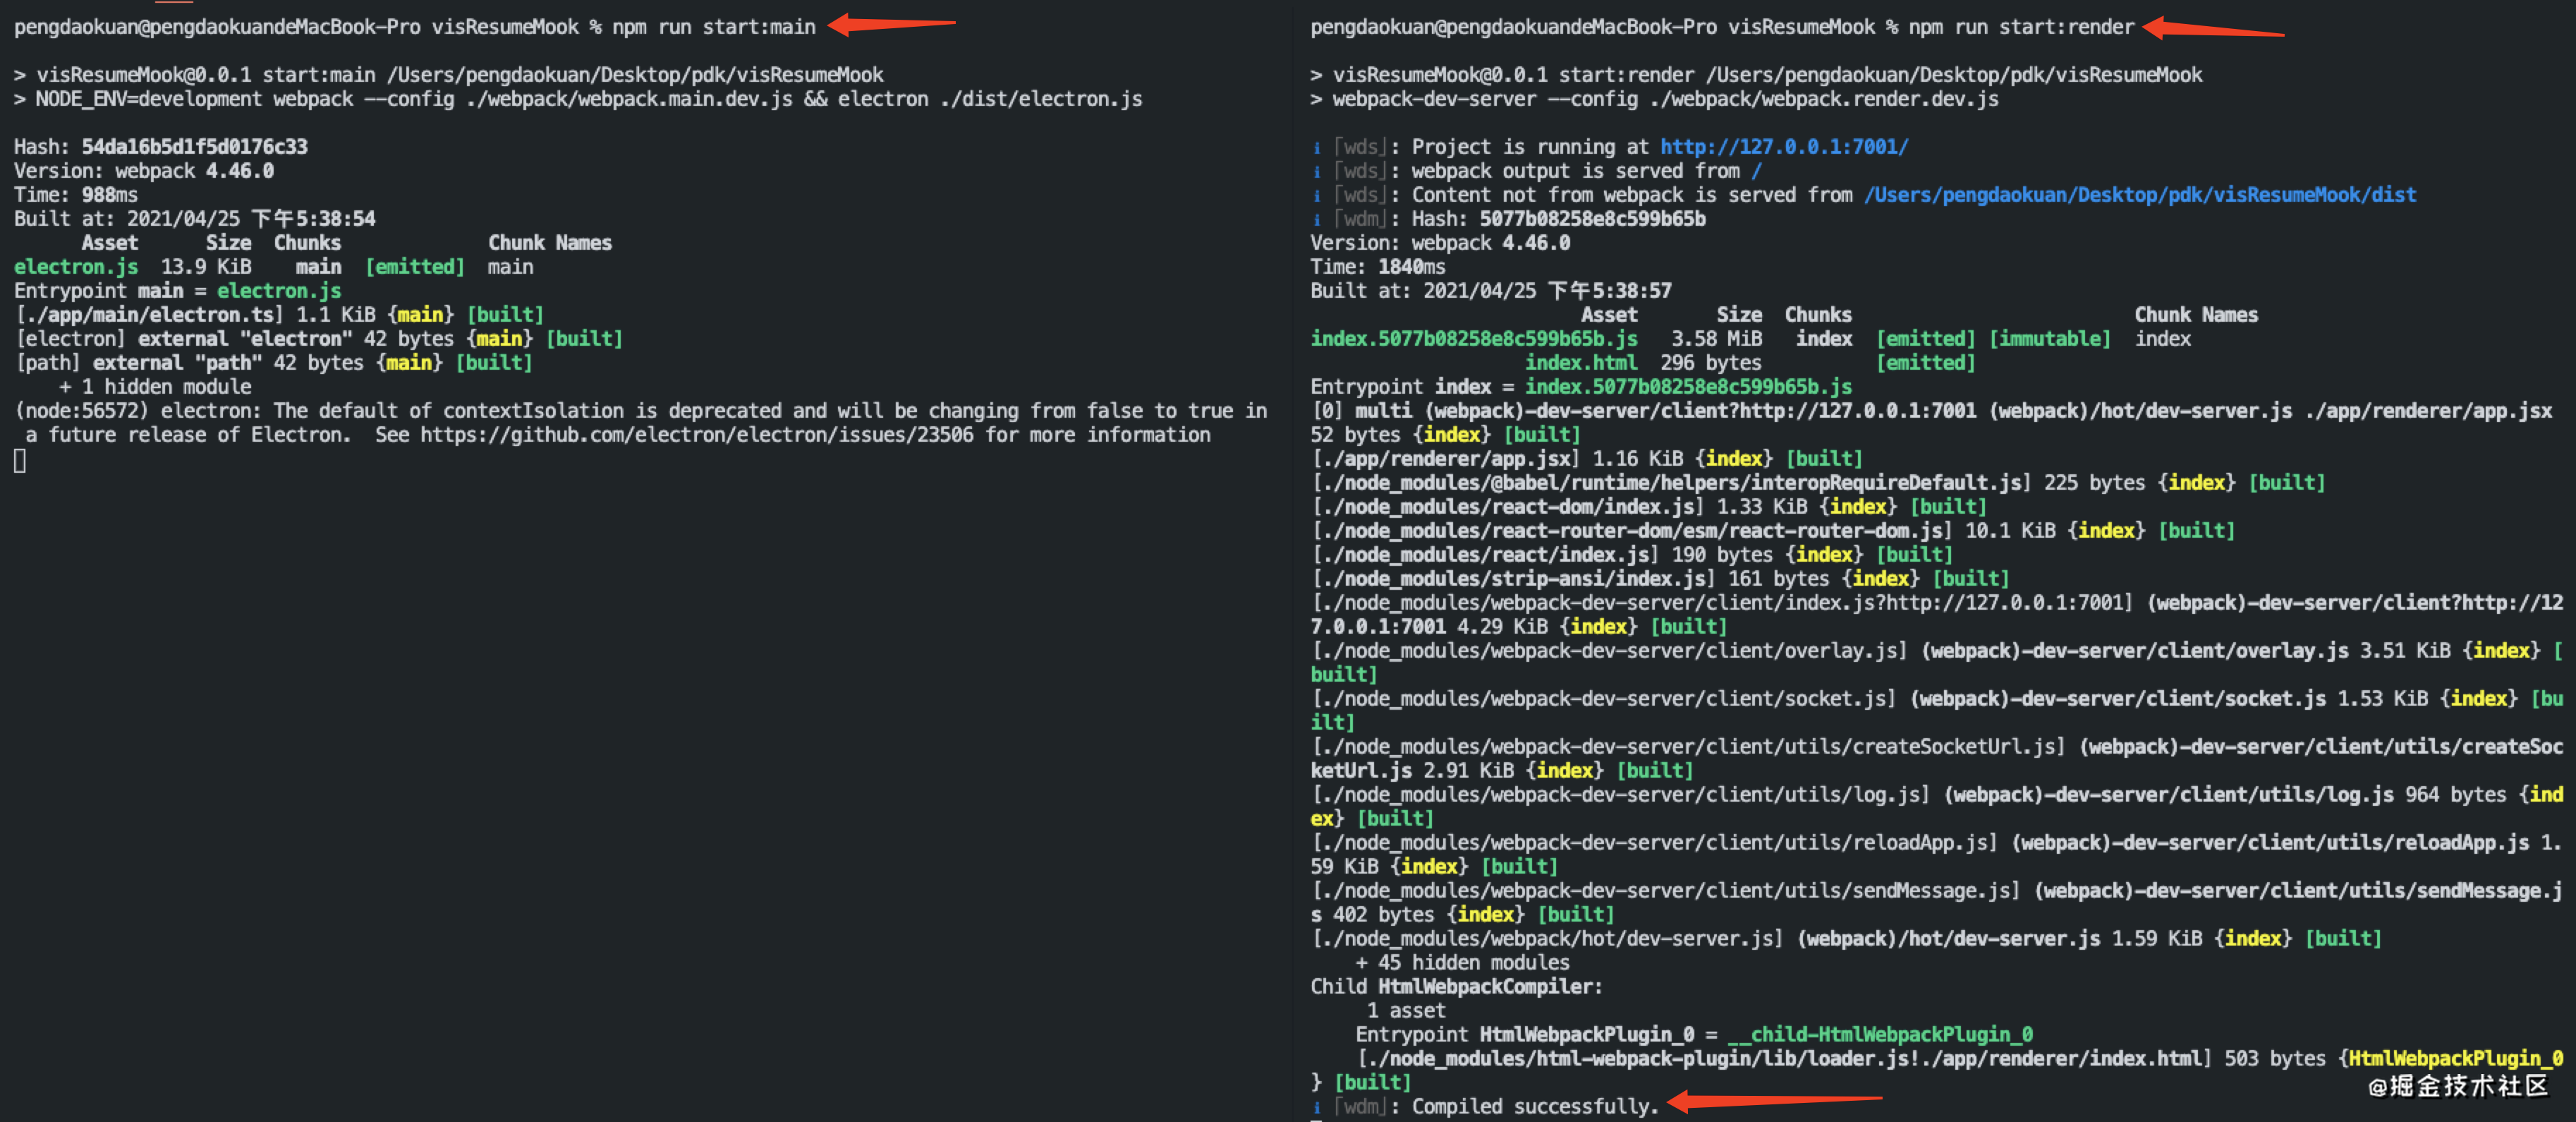 pengdaokuan@pengdaokuandeMacBook-Pro visResumeMook % npm run start:main
> visResumeMook@0.0.1 start:main /Users/pengdaokuan/Desktop/pdk/visResumeMook
> NODE_ENV=development webpack --config ./webpack/webpack.main.dev.js && electron ./dist/electron.js
Hash: 54da16b5d1f5d0176c33
Version: webpack 4.46.0
Time: 988ms
Built at: 2021/04/25 下午5:38:54
Asset Size Chunks Chunk Names
electron.js 13.9 KiB main [emitted] main
Entrypoint main = electron.js
[./app/main/electron.ts] 1.1 KiB {main} [built]
[electron] external "electron" 42 bytes {main} [built]
[path] external "path" 42 bytes {main} [built]
+ 1 hidden module
(node:56572) electron: The default of contextIsolation is deprecated and will be changing from false to true in
a future release of Electron.  See https://github.com/electron/electron/issues/23506 for more information
pengdaokuan@pengdaokuandeMacBook-Pro visResumeMook % npm run start:render
> visResumeMook@0.0.1 start:render /Users/pengdaokuan/Desktop/pdk/visResumeMook
> webpack-dev-server --config ./webpack/webpack.render.dev.js
ℹ ｢wds｣: Project is running at http://127.0.0.1:7001/
ℹ ｢wds｣: webpack output is served from /
ℹ ｢wds｣: Content not from webpack is served from /Users/pengdaokuan/Desktop/pdk/visResumeMook/dist
ℹ ｢wdm｣: Hash: 5077b08258e8c599b65b
Version: webpack 4.46.0
Time: 1840ms
Built at: 2021/04/25 下午5:38:57
Asset Size Chunks Chunk Names
index.5077b08258e8c599b65b.js 3.58 MiB index [emitted] [immutable] index
index.html 296 bytes [emitted]
Entrypoint index = index.5077b08258e8c599b65b.js
[0] multi (webpack)-dev-server/client?http://127.0.0.1:7001 (webpack)/hot/dev-server.js ./app/renderer/app.jsx
52 bytes {index} [built]
[./app/renderer/app.jsx] 1.16 KiB {index} [built]
[./node_modules/@babel/runtime/helpers/interopRequireDefault.js] 225 bytes {index} [built]
[./node_modules/react-dom/index.js] 1.33 KiB {index} [built]
[./node_modules/react-router-dom/esm/react-router-dom.js] 10.1 KiB {index} [built]
[./node_modules/react/index.js] 190 bytes {index} [built]
[./node_modules/strip-ansi/index.js] 161 bytes {index} [built]
[./node_modules/webpack-dev-server/client/index.js?http://127.0.0.1:7001] (webpack)-dev-server/client?http://12
7.0.0.1:7001 4.29 KiB {index} [built]
[./node_modules/webpack-dev-server/client/overlay.js] (webpack)-dev-server/client/overlay.js 3.51 KiB {index} [
built]
[./node_modules/webpack-dev-server/client/socket.js] (webpack)-dev-server/client/socket.js 1.53 KiB {index} [bu
ilt]
[./node_modules/webpack-dev-server/client/utils/createSocketUrl.js] (webpack)-dev-server/client/utils/createSoc
ketUrl.js 2.91 KiB {index} [built]
[./node_modules/webpack-dev-server/client/utils/log.js] (webpack)-dev-server/client/utils/log.js 964 bytes {ind
ex} [built]
[./node_modules/webpack-dev-server/client/utils/reloadApp.js] (webpack)-dev-server/client/utils/reloadApp.js 1.
59 KiB {index} [built]
[./node_modules/webpack-dev-server/client/utils/sendMessage.js] (webpack)-dev-server/client/utils/sendMessage.j
s 402 bytes {index} [built]
[./node_modules/webpack/hot/dev-server.js] (webpack)/hot/dev-server.js 1.59 KiB {index} [built]
+ 45 hidden modules
Child HtmlWebpackCompiler:
1 asset
Entrypoint HtmlWebpackPlugin_0 = __child-HtmlWebpackPlugin_0
[./node_modules/html-webpack-plugin/lib/loader.js!./app/renderer/index.html] 503 bytes {HtmlWebpackPlugin_0
} [built]
ℹ ｢wdm｣: Compiled successfully.
@掘金技术社区